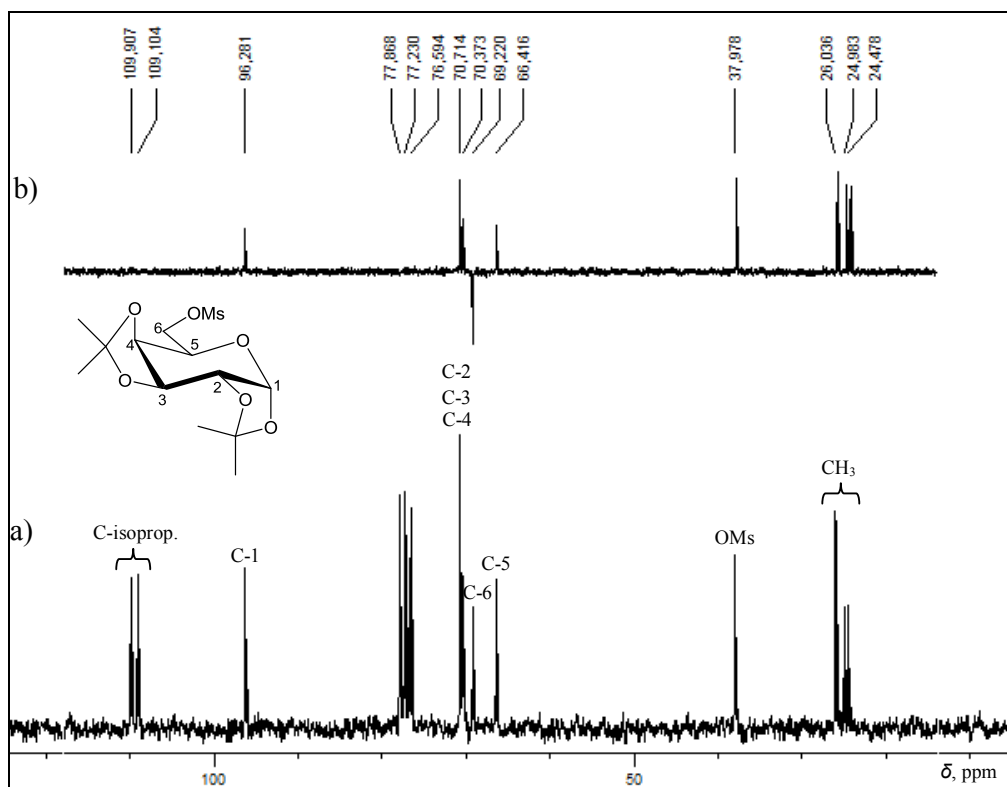 109,907
109,104
96,281
77,868
77,230
76,594
70,714
70,373
69,220
66,416
37,978
26,036
24,983
24,478
b)
OMs
6
O
4
5
O
O
3
2
1
O
O
C-2
C-3
C-4
a)
C-isoprop.
C-1
C-6
C-5
OMs
CH₃
100
50
δ, ppm